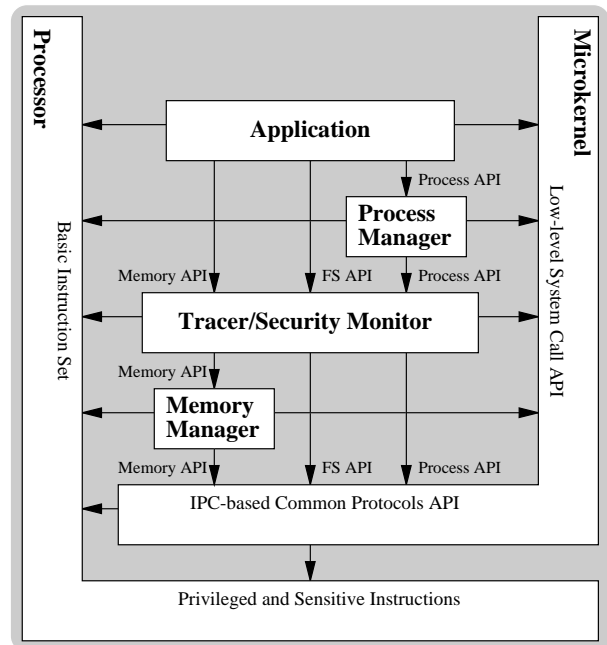 Processor
Microkernel
Application
Process API
Process
Manager
Basic Instruction Set
Low-level System Call API
Memory API
FS API
Process API
Tracer/Security Monitor
Memory API
Memory
Manager
Memory API
FS API
Process API
IPC-based Common Protocols API
Privileged and Sensitive Instructions